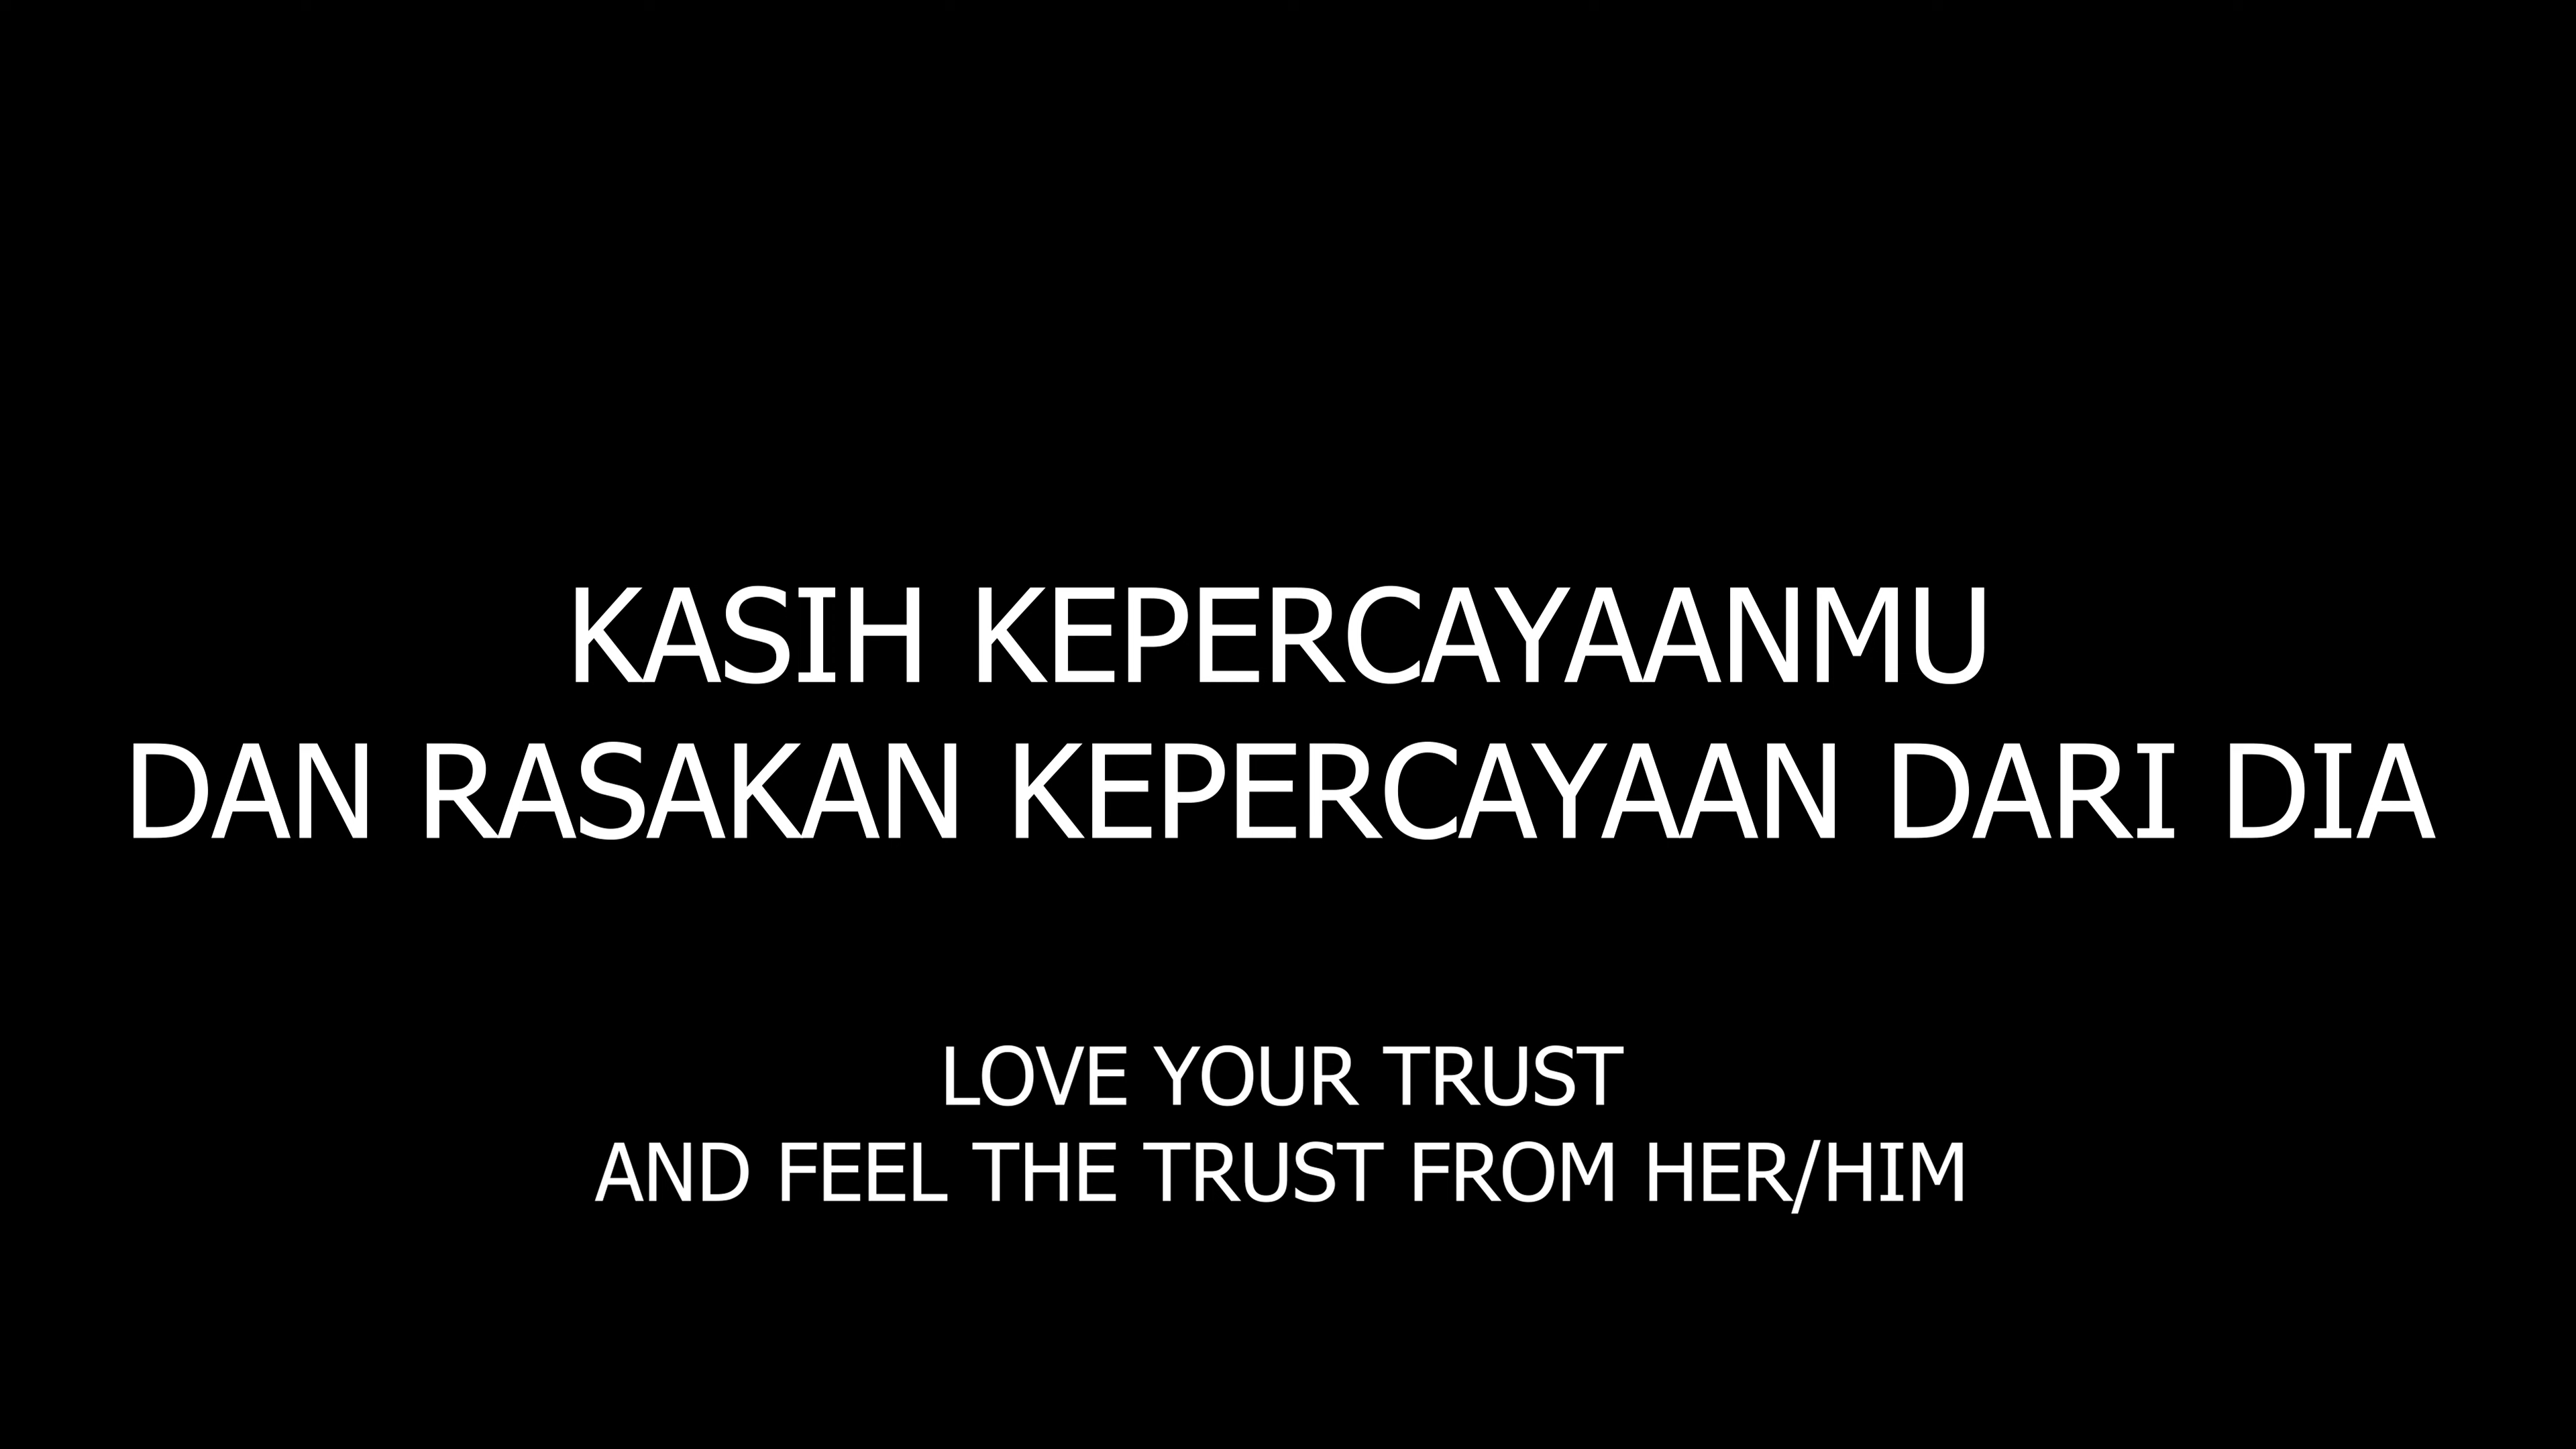 KASIH KEPERCAYAANMU
DAN RASAKAN KEPERCAYAAN DARI DIA
LOVE YOUR TRUST
AND FEEL THE TRUST FROM HER/HIM